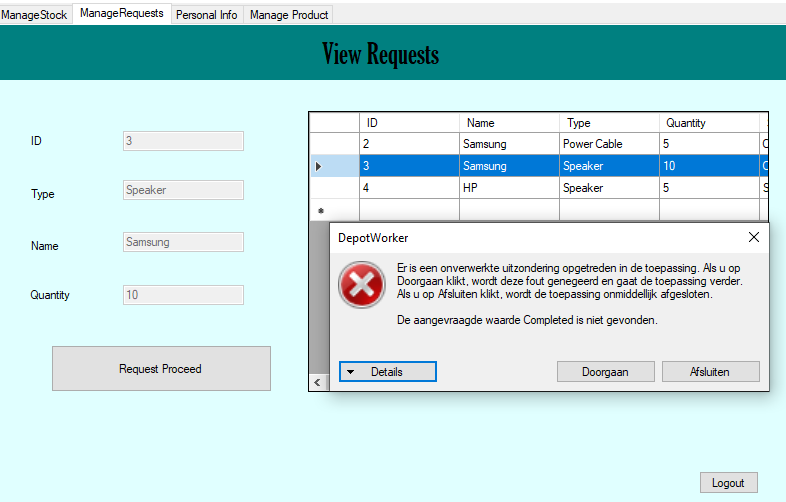 ManageStock ManageRequests Personal Info Manage Product
View Requests
ID 3
Type Speaker
Name Samsung
Quantity 10
Request Proceed
ID Name Type Quantity
2 Samsung Power Cable 5
3 Samsung Speaker 10
4 HP Speaker 5 S
DepotWorker
Er is een onverwerkte uitzondering opgetreden in de toepassing. Als u op
Doorgaan klikt, wordt deze fout genegeerd en gaat de toepassing verder.
Als u op Afsluiten klikt, wordt de toepassing onmiddellijk afgesloten.
De aangevraagde waarde Completed is niet gevonden.
Details Doorgaan Afsluiten
Logout